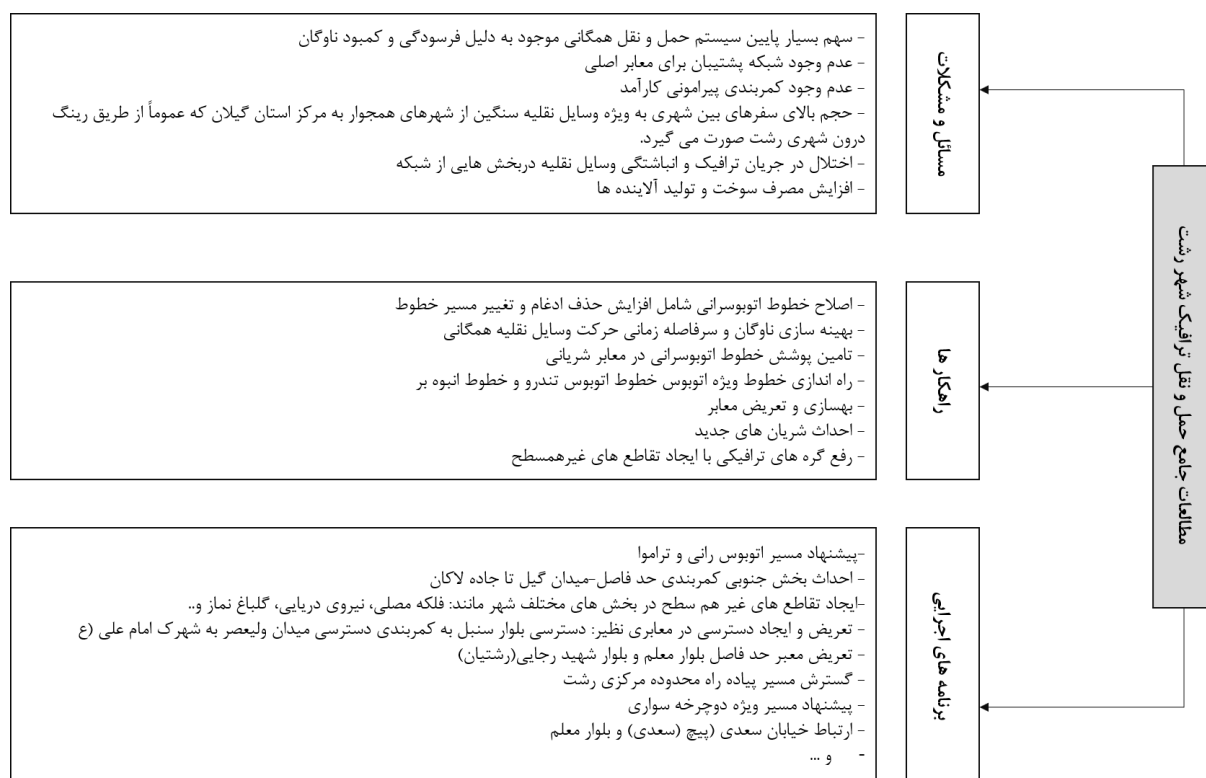 مطالعات جامع حمل و نقل ترافیک شهر رشت
مسائل و مشکلات
- سهم بسیار پایین سیستم حمل و نقل همگانی موجود به دلیل فرسودگی و کمبود ناوگان
- عدم وجود شبکه پشتیبان برای معابر اصلی
- عدم وجود کمربندی پیرامونی کارآمد
- حجم بالای سفرهای بین شهری به ویژه وسایل نقلیه سنگین از شهرهای همجوار به مرکز استان گیلان که عموماً از طریق رینگ
درون شهری رشت صورت می گیرد.
- اختلال در جریان ترافیک و انباشتگی وسایل نقلیه دربخش هایی از شبکه
- افزایش مصرف سوخت و تولید آلاینده ها
راهکار ها
- اصلاح خطوط اتوبوسرانی شامل افزایش حذف ادغام و تغییر مسیر خطوط
- بهینه سازی ناوگان و سرفاصله زمانی حرکت وسایل نقلیه همگانی
- تامین پوشش خطوط اتوبوسرانی در معابر شریانی
- راه اندازی خطوط ویژه اتوبوس خطوط اتوبوس تندرو و خطوط انبوه بر
- بهسازی و تعریض معابر
- احداث شریان های جدید
- رفع گره های ترافیکی با ایجاد تقاطع های غیرهمسطح
برنامه های اجرایی
-پیشنهاد مسیر اتوبوس رانی و تراموا
- احداث بخش جنوبی کمربندی حد فاصل-میدان گیل تا جاده لاکان
-ایجاد تقاطع های غیر هم سطح در بخش های مختلف شهر مانند: فلکه مصلی، نیروی دریایی، گلباغ نماز و..
- تعریض و ایجاد دسترسی در معابری نظیر: دسترسی بلوار سنبل به کمربندی دسترسی میدان ولیعصر به شهرک امام علی (ع
- تعریض معبر حد فاصل بلوار معلم و بلوار شهید رجایی(رشتیان)
- گسترش مسیر پیاده راه محدوده مرکزی رشت
- پیشنهاد مسیر ویژه دوچرخه سواری
- ارتباط خیابان سعدی (پیچ (سعدی) و بلوار معلم
- و ...